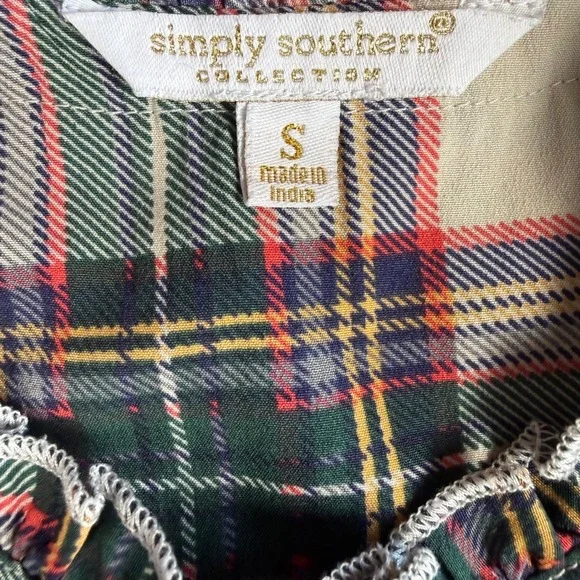 simply southern®
COLLECTION
S
made in
India